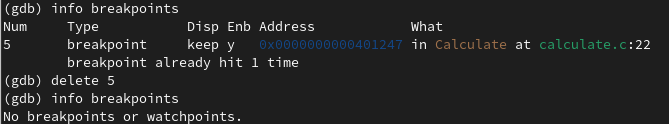 (gdb) info breakpoints
Num     Type           Disp Enb Address            What
5       breakpoint     keep y   0x0000000000401247 in Calculate at calculate.c:22
        breakpoint already hit 1 time
(gdb) delete 5
(gdb) info breakpoints
No breakpoints or watchpoints.